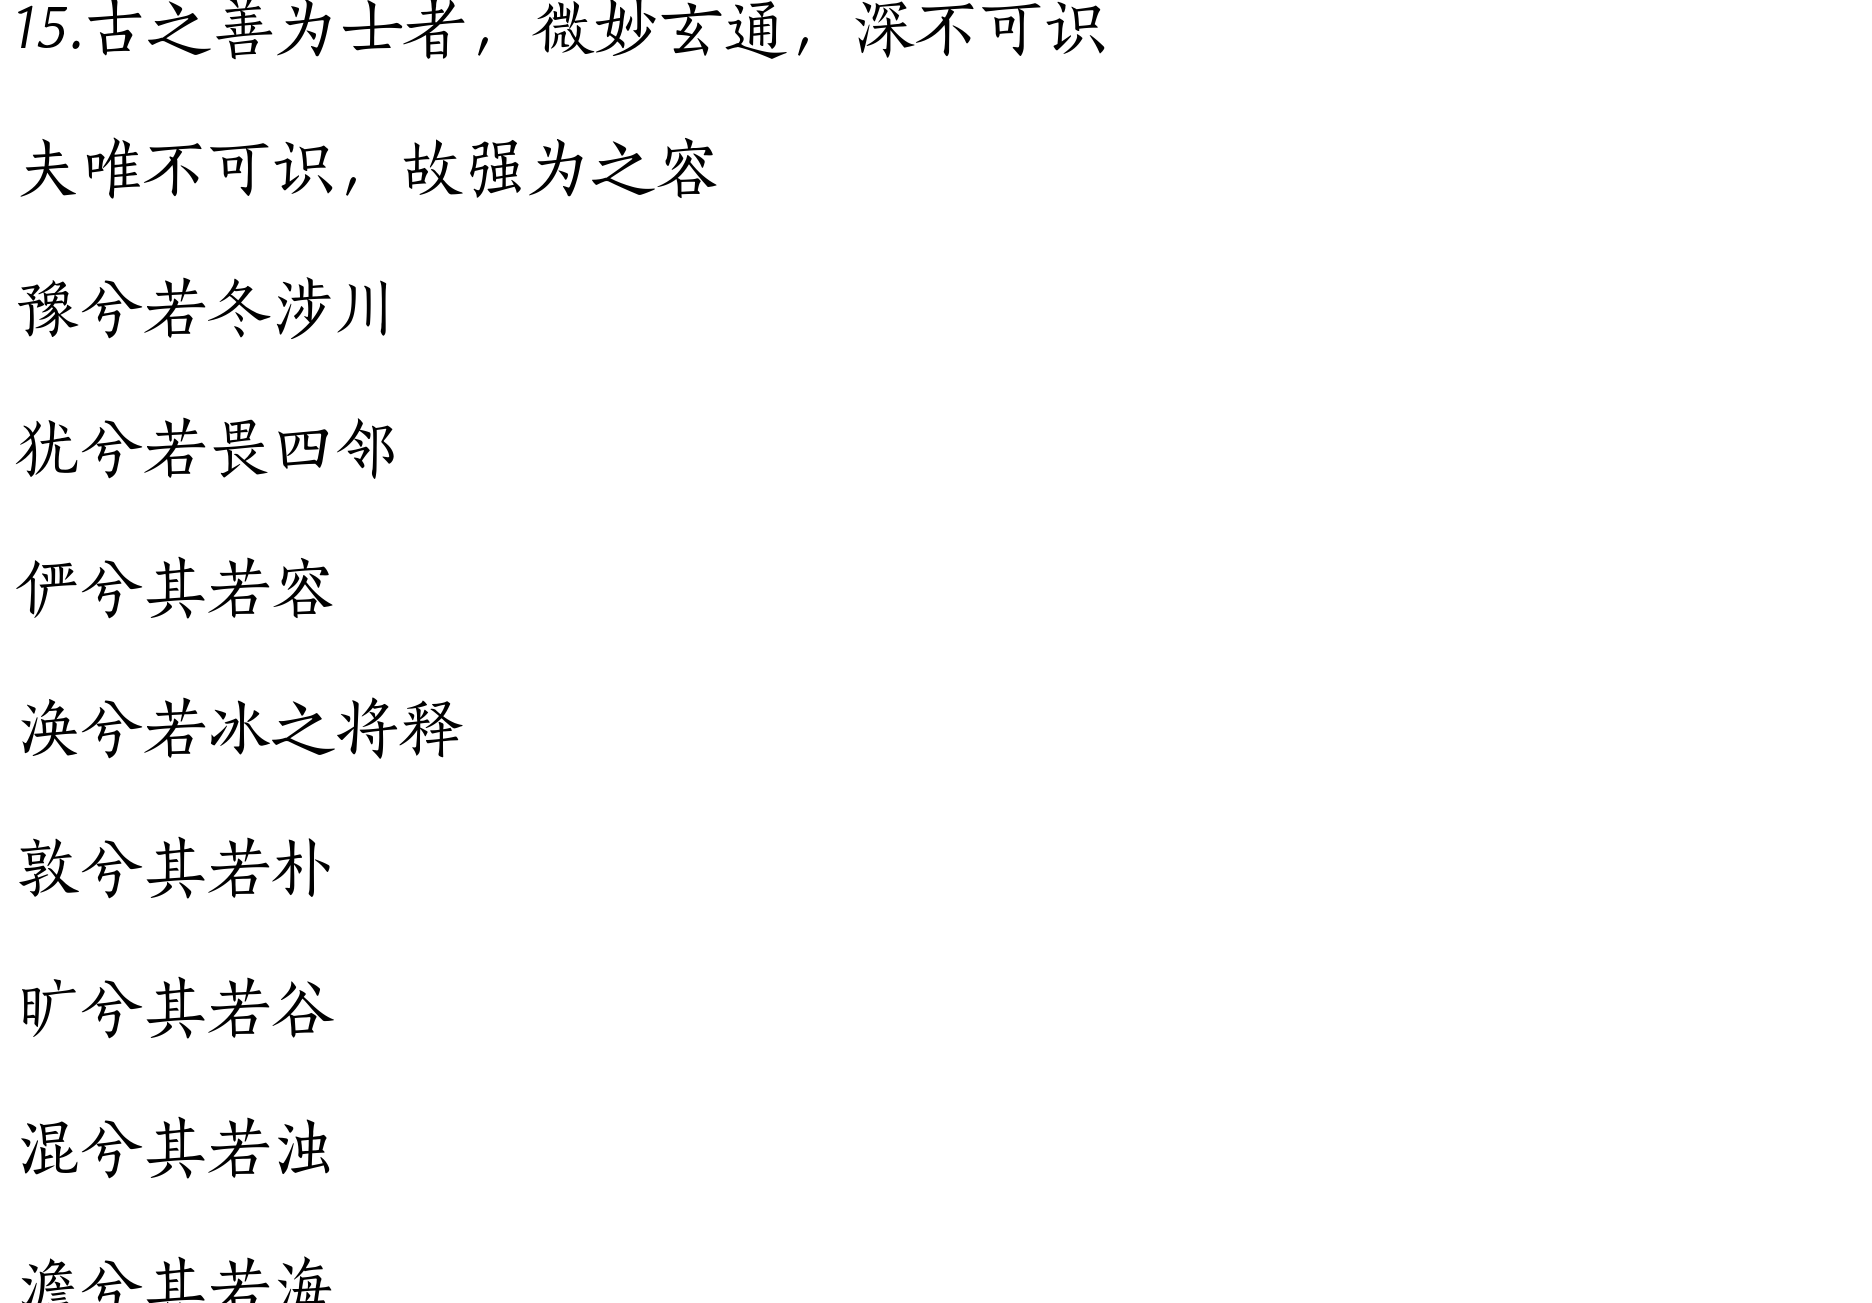 15.古之善为士者，微妙玄通，深不可识
夫唯不可识，故强为之容
豫兮若冬涉川
犹兮若畏四邻
俨兮其若容
涣兮若冰之将释
敦兮其若朴
旷兮其若谷
混兮其若浊
澹兮其若海